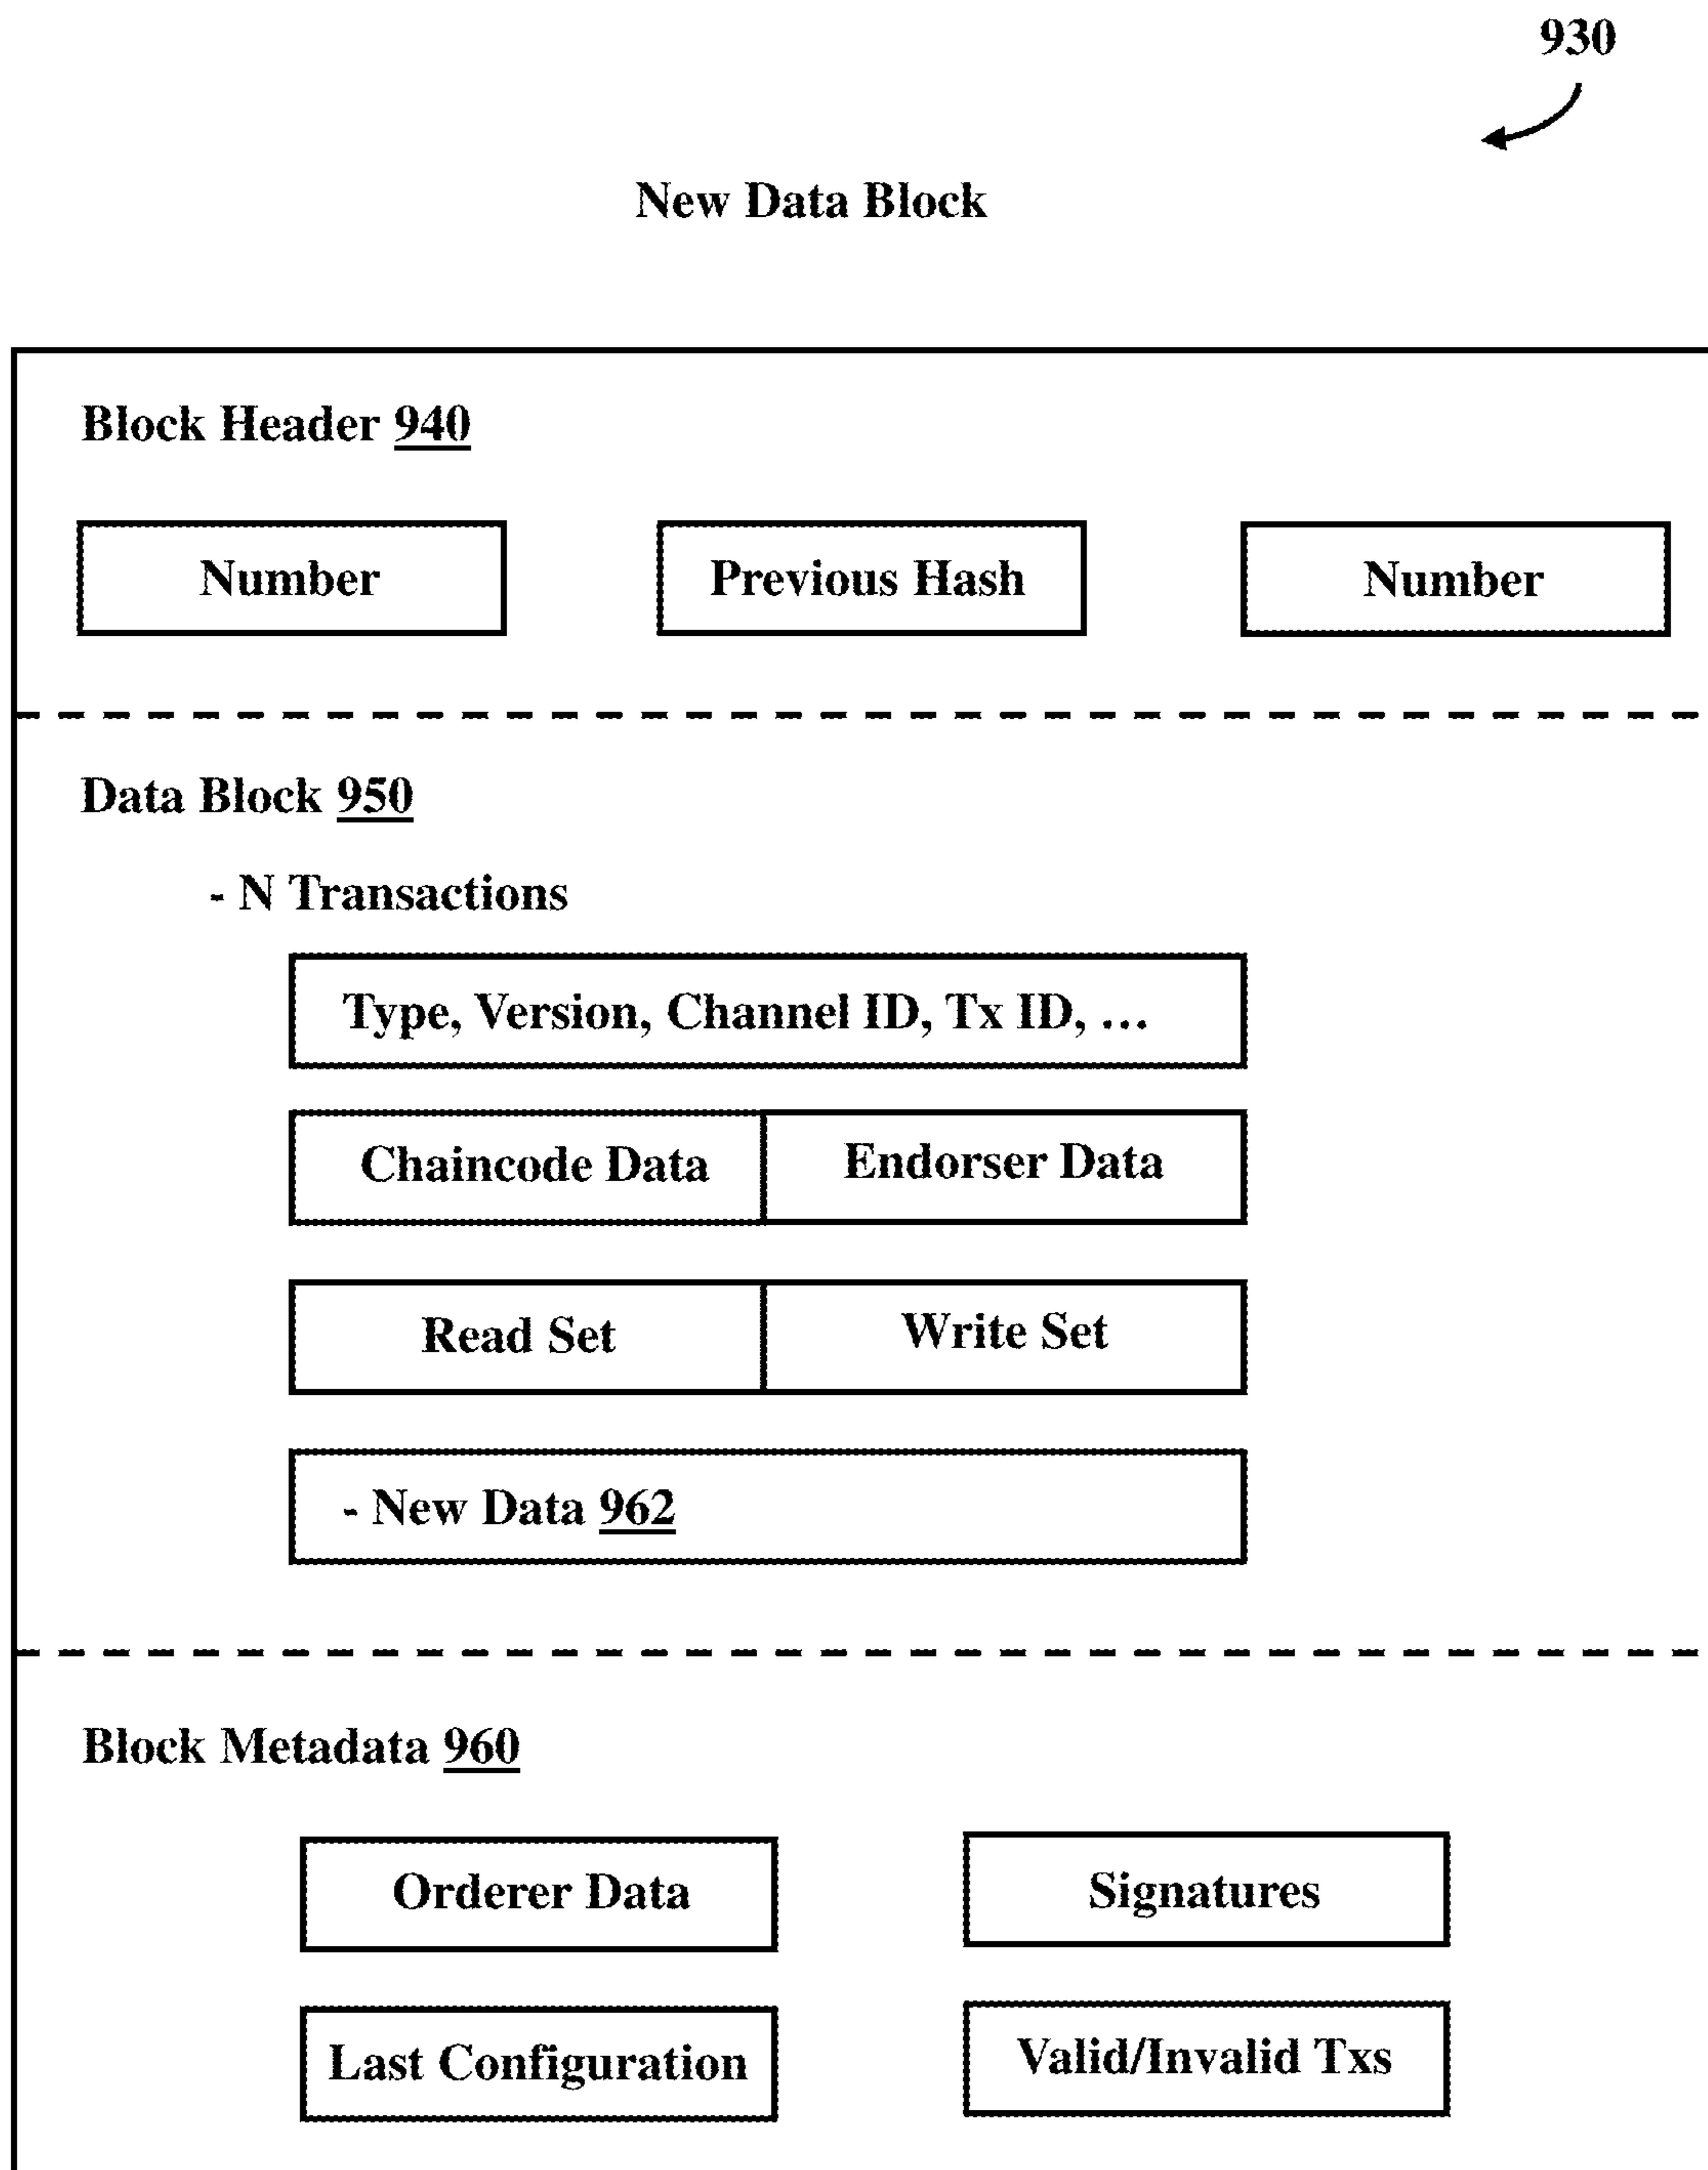 930
New Data Block
Block Header 940
Number
Previous Hash
Number
Data Block 950
- N Transactions
Type, Version, Channel ID, Tx ID, ...
Chaincode Data
Endorser Data
Read Set
Write Set
- New Data 962
Block Metadata 960
Orderer Data
Signatures
Last Configuration
Valid/Invalid Txs